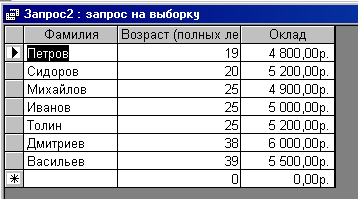 Запрос2 : запрос на выборку
Фамилия Возраст (полных ле Оклад
Петров 19 4 800,00р.
Сидоров 20 5 200,00р.
Михайлов 25 4 900,00р.
Иванов 25 5 000,00р.
Толин 25 5 200,00р.
Дмитриев 38 6 000,00р.
Васильев 39 5 500,00р.
0 0,00р.